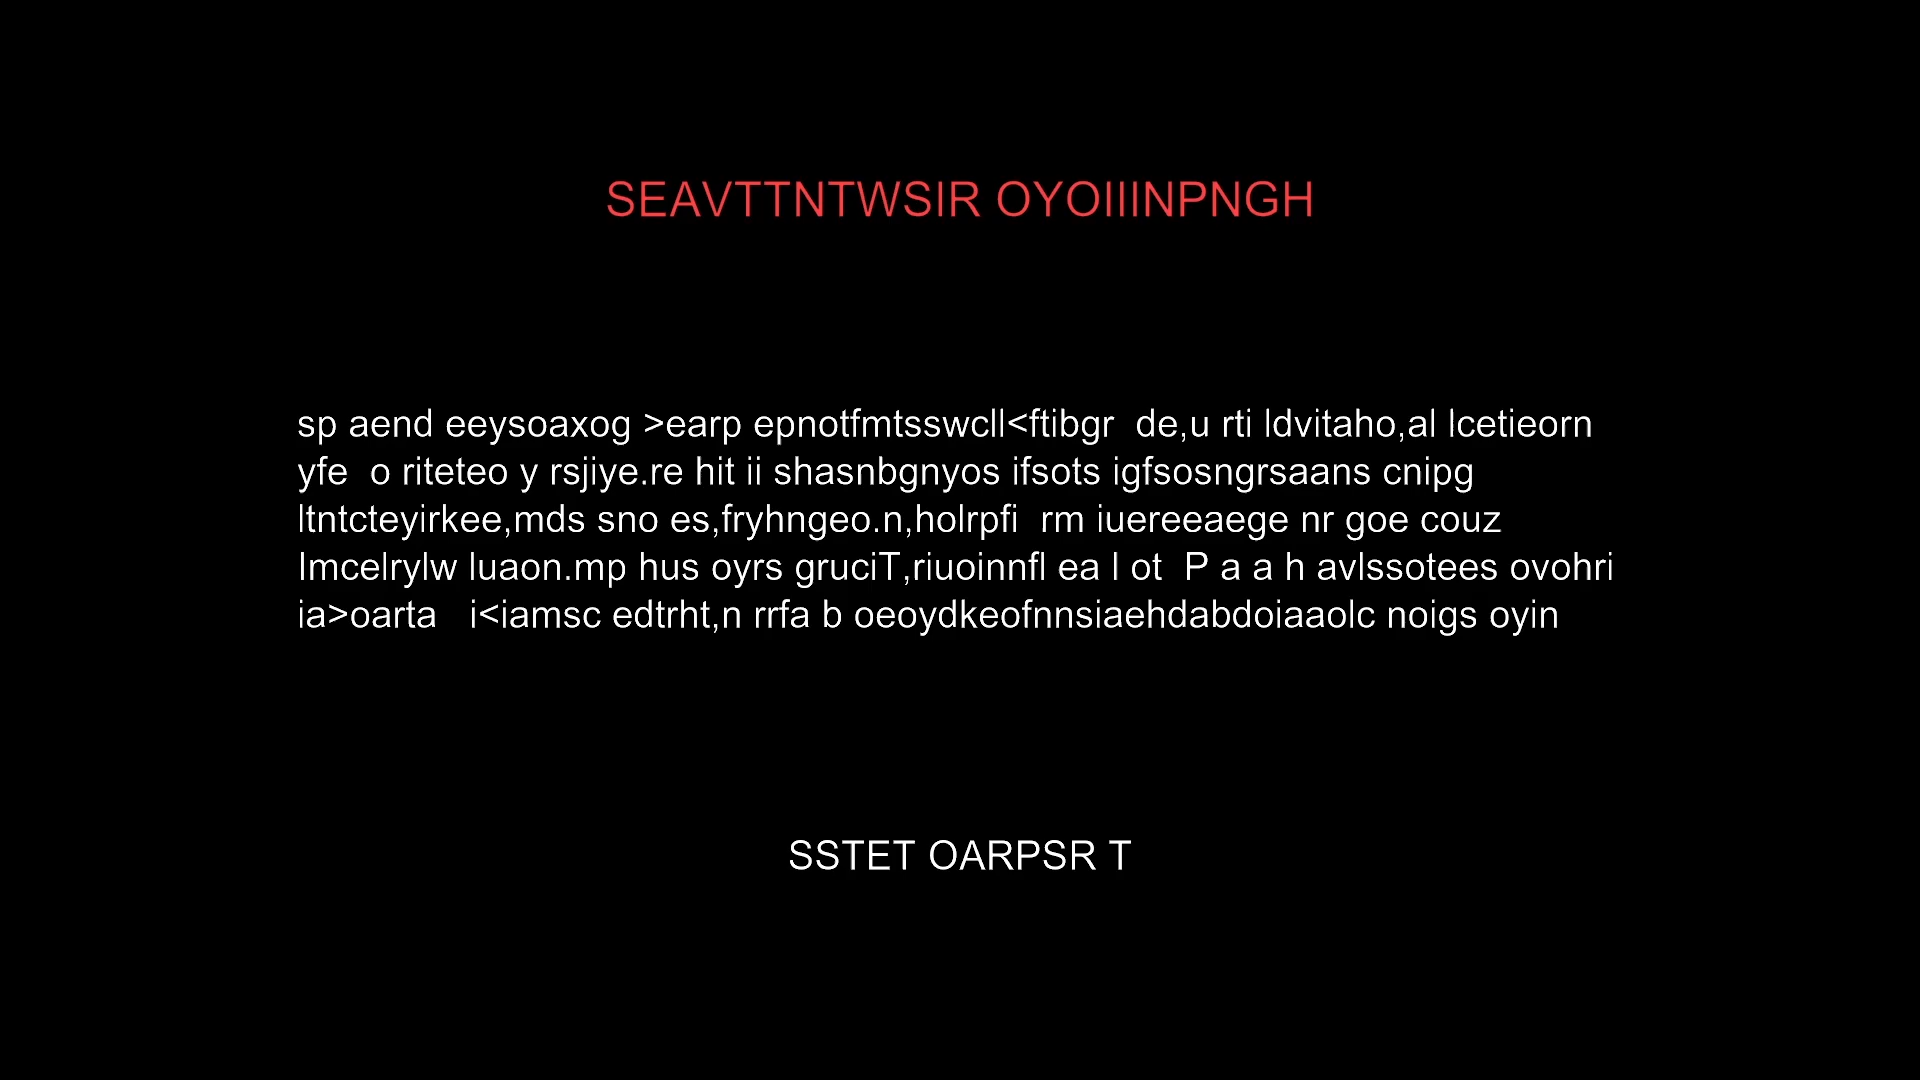 SEAVTTNTWSIR OYOIIINPNGH
sp aend eeysoaxog >earp epnotfmtsswcll<ftibgr  de,u rti ldvitaho,al lcetieorn
yfe  o riteteo y rsjiye.re hit ii shasnbgnyos ifsots igfsosngrsaans cnipg
ltntcteyirkee,mds sno es,fryhngeo.n,holrpfi  rm iuereeaege nr goe couz
Imcelrylw luaon.mp hus oyrs gruciT,riuoinnfl ea l ot  P a a h avlssotees ovohri
ia>oarta   i<iamsc edtrht,n rrfa b oeoydkeofnnsiaehdabdoiaaolc noigs oyin
SSTET OARPSR T